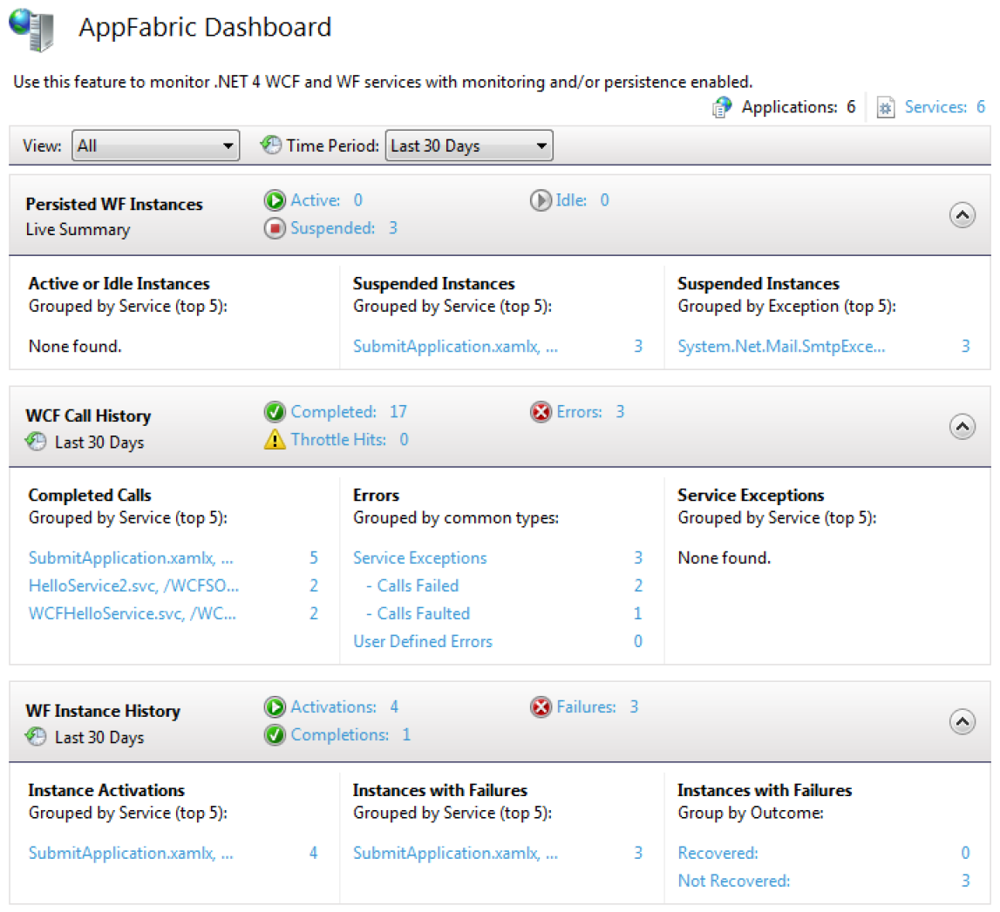 AppFabric Dashboard
Use this feature to monitor .NET 4 WCF and WF services with monitoring and/or persistence enabled.
Applications: 6 Services: 6
View: All Time Period: Last 30 Days
Persisted WF Instances
Live Summary
Active: 0 Idle: 0
Suspended: 3
Active or Idle Instances
Grouped by Service (top 5):
None found.
Suspended Instances
Grouped by Service (top 5):
SubmitApplication.xamlx, ... 3
Suspended Instances
Grouped by Exception (top 5):
System.Net.Mail.SmtpExce... 3
WCF Call History
Last 30 Days
Completed: 17 Errors: 3
Throttle Hits: 0
Completed Calls
Grouped by Service (top 5):
SubmitApplication.xamlx, ... 5
HelloService2.svc, /WCFSO... 2
WCFHelloService.svc, /WC... 2
Errors
Grouped by common types:
Service Exceptions 3
- Calls Failed 2
- Calls Faulted 1
User Defined Errors 0
Service Exceptions
Grouped by Service (top 5):
None found.
WF Instance History
Last 30 Days
Activations: 4 Failures: 3
Completions: 1
Instance Activations
Grouped by Service (top 5):
SubmitApplication.xamlx, ... 4
Instances with Failures
Grouped by Service (top 5):
SubmitApplication.xamlx, ... 3
Instances with Failures
Group by Outcome:
Recovered: 0
Not Recovered: 3